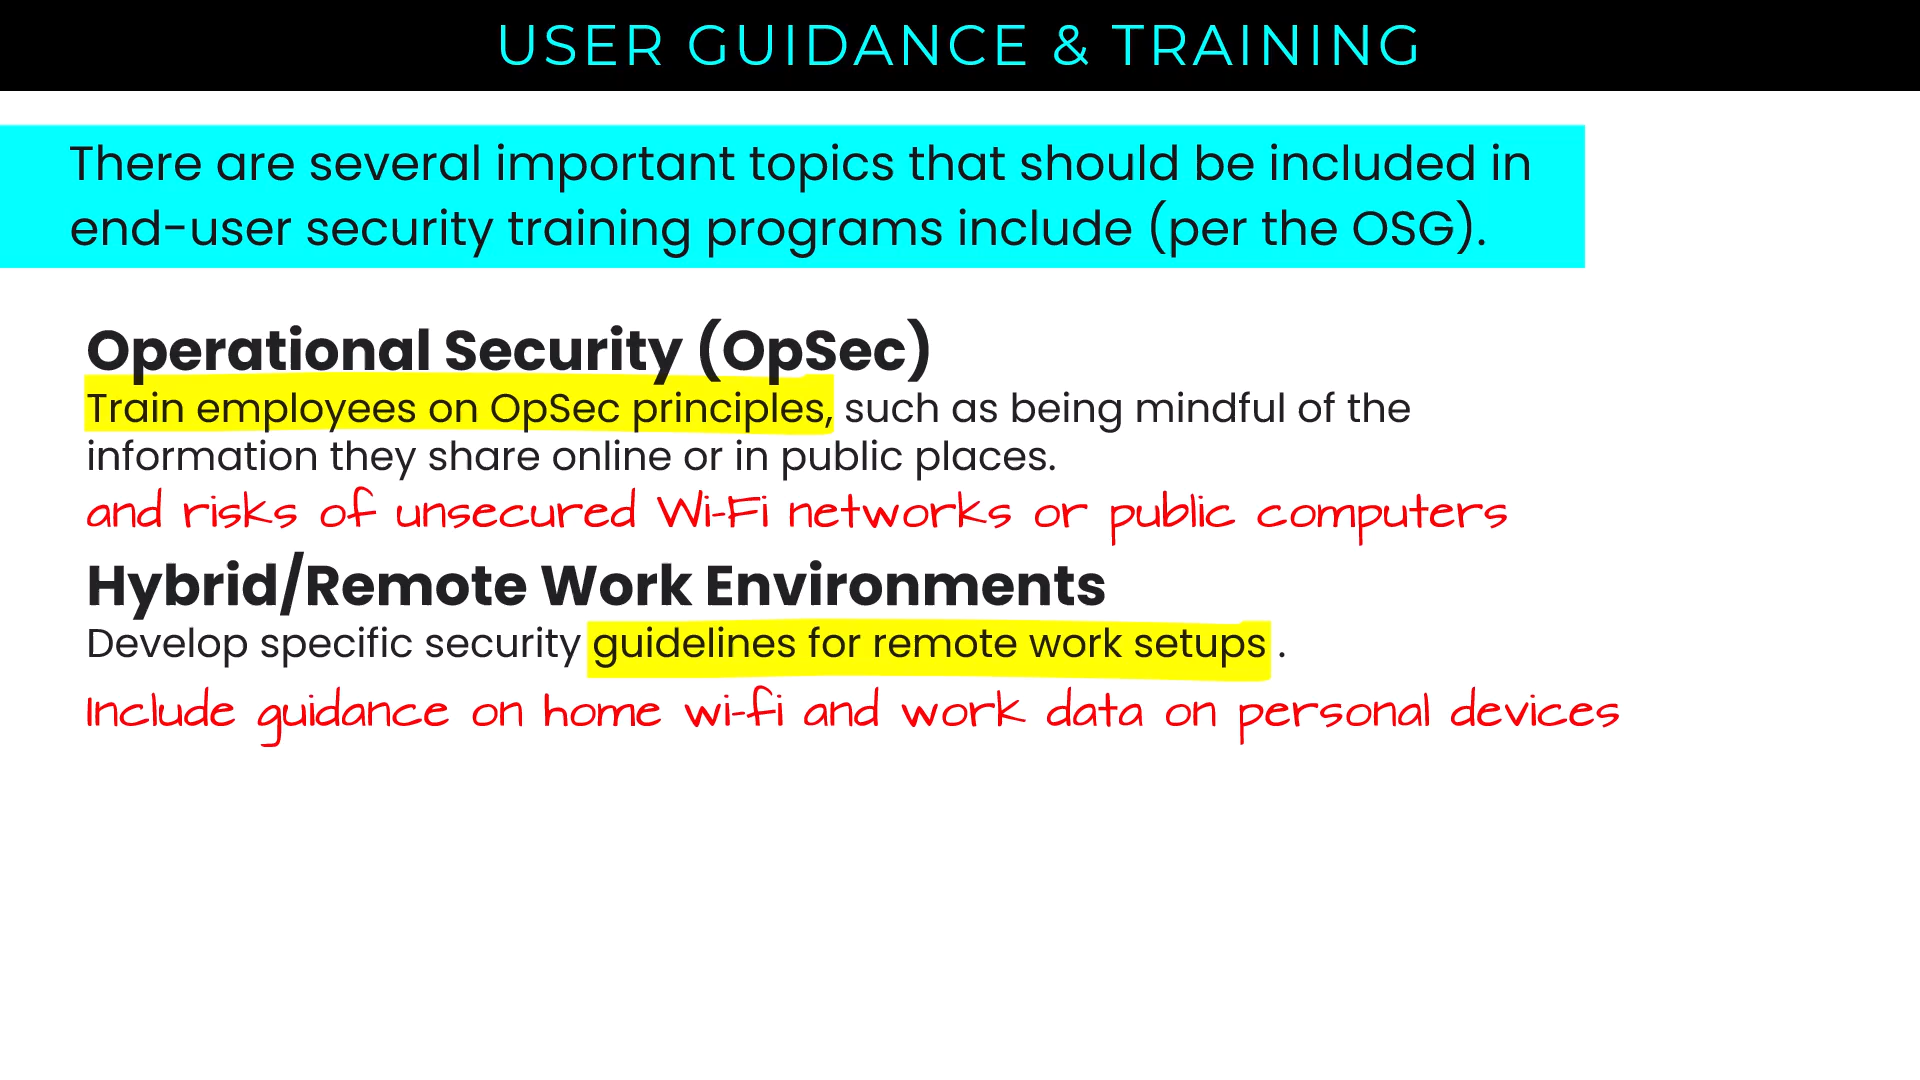 USER GUIDANCE & TRAINING
There are several important topics that should be included in
end-user security training programs include (per the OSG).
Operational Security (OpSec)
Train employees on OpSec principles, such as being mindful of the
information they share online or in public places.
and risks of unsecured Wi-Fi networks or public computers
Hybrid/Remote Work Environments
Develop specific security guidelines for remote work setups .
Include guidance on home wi-fi and work data on personal devices